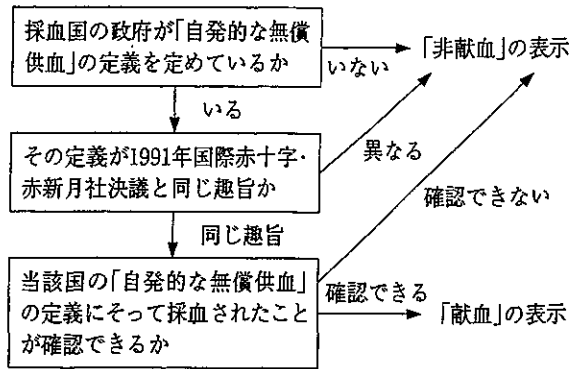 採血国の政府が「自発的な無償
供血」の定義を定めているか
いない
「非献血」の表示
いる
その定義が1991年国際赤十字・
赤新月社決議と同じ趣旨か
異なる
確認できない
同じ趣旨
当該国の「自発的な無償供血」
の定義にそって採血されたこと
が確認できるか
確認できる
「献血」の表示